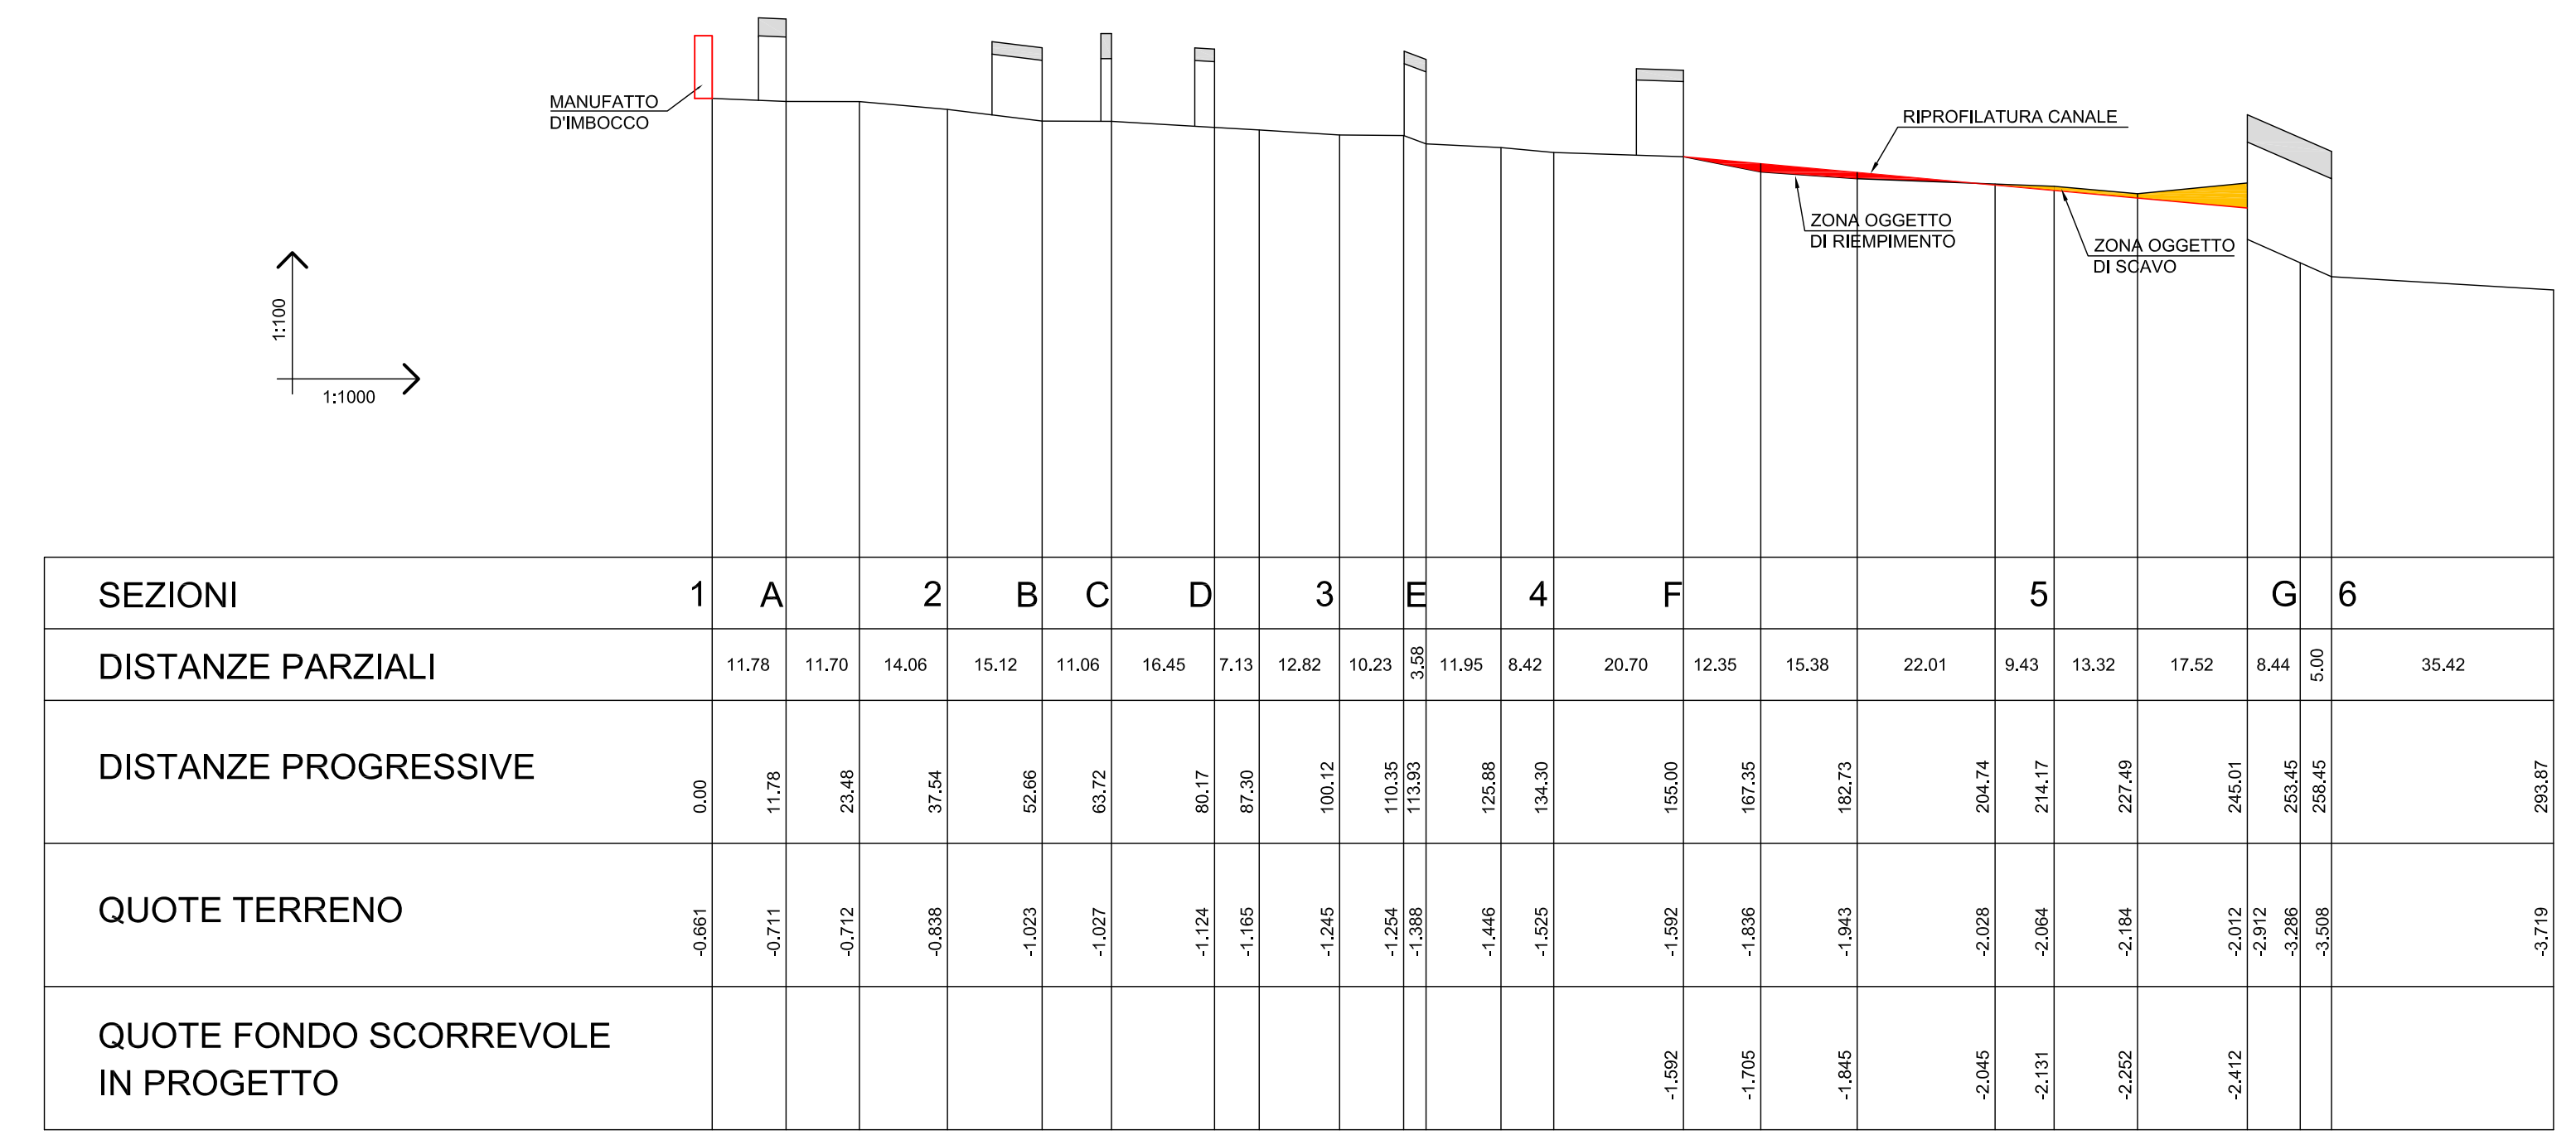 MANUFATTO
D'IMBOCCO
RIPROFILATURA CANALE
ZONA OGGETTO
DI RIEMPIMENTO
ZONA OGGETTO
DI SCAVO
1:100
1:1000
SEZIONI 1 A 2 B C D 3 E 4 F 5 G 6
DISTANZE PARZIALI 11.78 11.70 14.06 15.12 11.06 16.45 7.13 12.82 10.23 3.58 11.95 8.42 20.70 12.35 15.38 22.01 9.43 13.32 17.52 8.44 5.00 35.42
DISTANZE PROGRESSIVE 0.00 11.78 23.48 37.54 52.66 63.72 80.17 87.30 100.12 110.35 113.93 125.88 134.30 155.00 167.35 182.73 204.74 214.17 227.49 245.01 253.45 258.45 293.87
QUOTE TERRENO -0.661 -0.711 -0.712 -0.838 -1.023 -1.027 -1.124 -1.165 -1.245 -1.254 -1.388 -1.446 -1.525 -1.592 -1.836 -1.943 -2.028 -2.064 -2.184 -2.012 -2.912 -3.286 -3.508 -3.719
QUOTE FONDO SCORREVOLE
IN PROGETTO -1.592 -1.705 -1.845 -2.045 -2.131 -2.252 -2.412